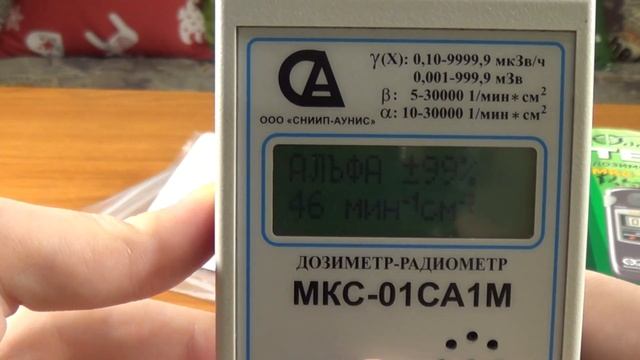 γ(X): 0,10-9999,9 мкЗв/ч
0,001-999,9 мЗв
β: 5-30000 1/мин*см²
α: 10-30000 1/мин*см²
ООО «СНИИП-АУНИС»
АЛЬФА ±99%
46 мин⁻¹см⁻²
ДОЗИМЕТР-РАДИОМЕТР
МКС-01СА1М